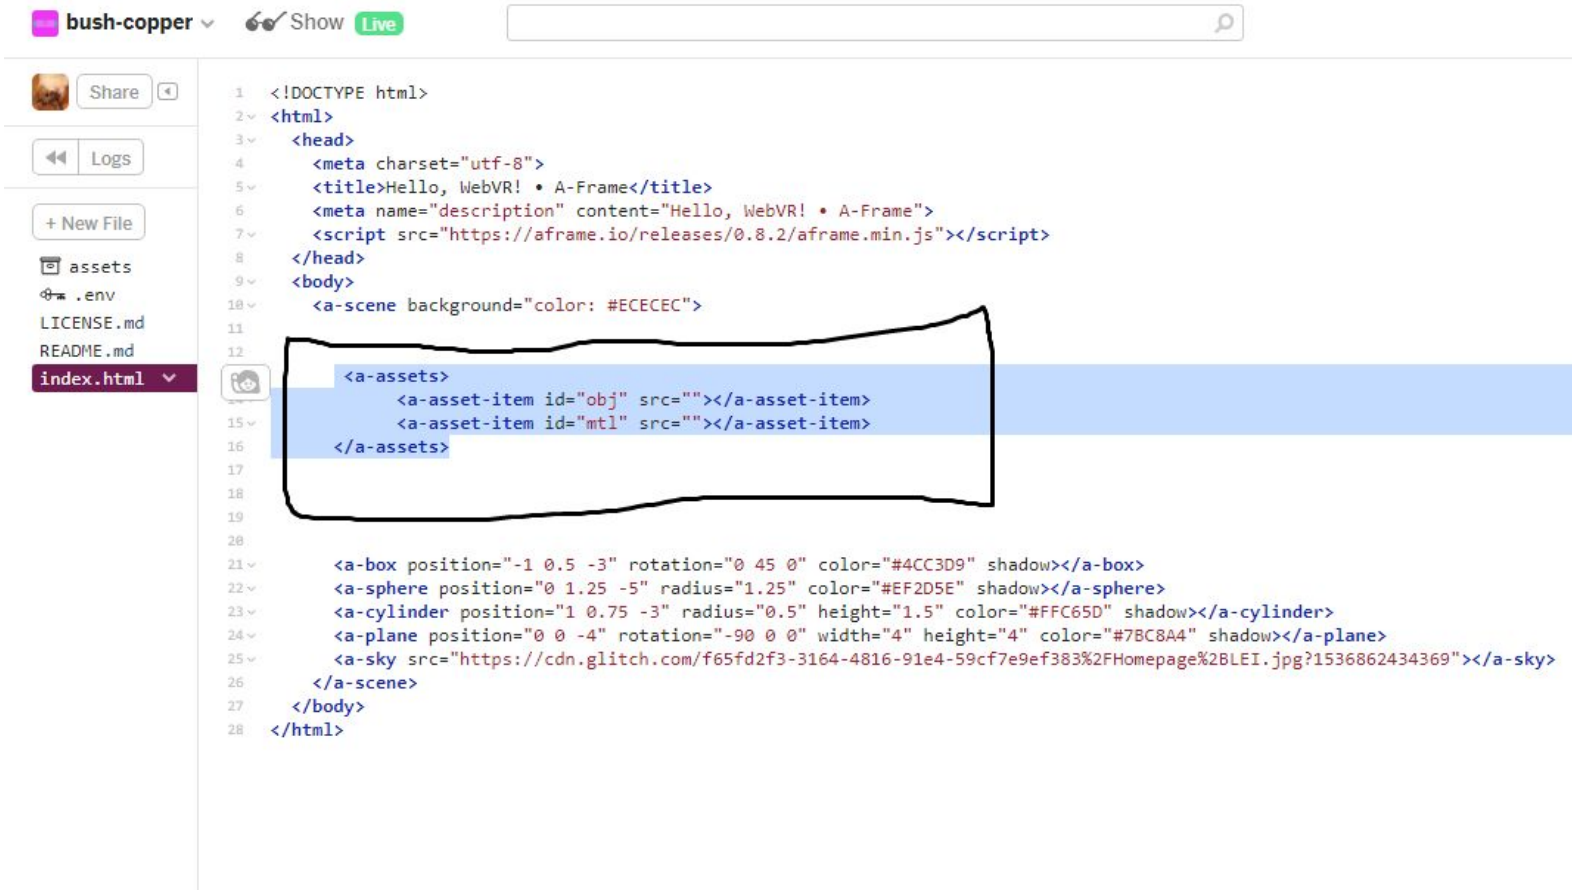 bush-copper Show Live
Share
Logs
+ New File
assets
.env
LICENSE.md
README.md
index.html
1 <!DOCTYPE html>
2 <html>
3 <head>
4 <meta charset="utf-8">
5 <title>Hello, WebVR! • A-Frame</title>
6 <meta name="description" content="Hello, WebVR! • A-Frame">
7 <script src="https://aframe.io/releases/0.8.2/aframe.min.js"></script>
8 </head>
9 <body>
10 <a-scene background="color: #ECECEC">
11
12
<a-assets>
14 <a-asset-item id="obj" src=""></a-asset-item>
15 <a-asset-item id="mtl" src=""></a-asset-item>
16 </a-assets>
17
18
19
20
21 <a-box position="-1 0.5 -3" rotation="0 45 0" color="#4CC3D9" shadow></a-box>
22 <a-sphere position="0 1.25 -5" radius="1.25" color="#EF2D5E" shadow></a-sphere>
23 <a-cylinder position="1 0.75 -3" radius="0.5" height="1.5" color="#FFC65D" shadow></a-cylinder>
24 <a-plane position="0 0 -4" rotation="-90 0 0" width="4" height="4" color="#7BC8A4" shadow></a-plane>
25 <a-sky src="https://cdn.glitch.com/f65fd2f3-3164-4816-91e4-59cf7e9ef383%2FHomepage%2BLEI.jpg?1536862434369"></a-sky>
26 </a-scene>
27 </body>
28 </html>